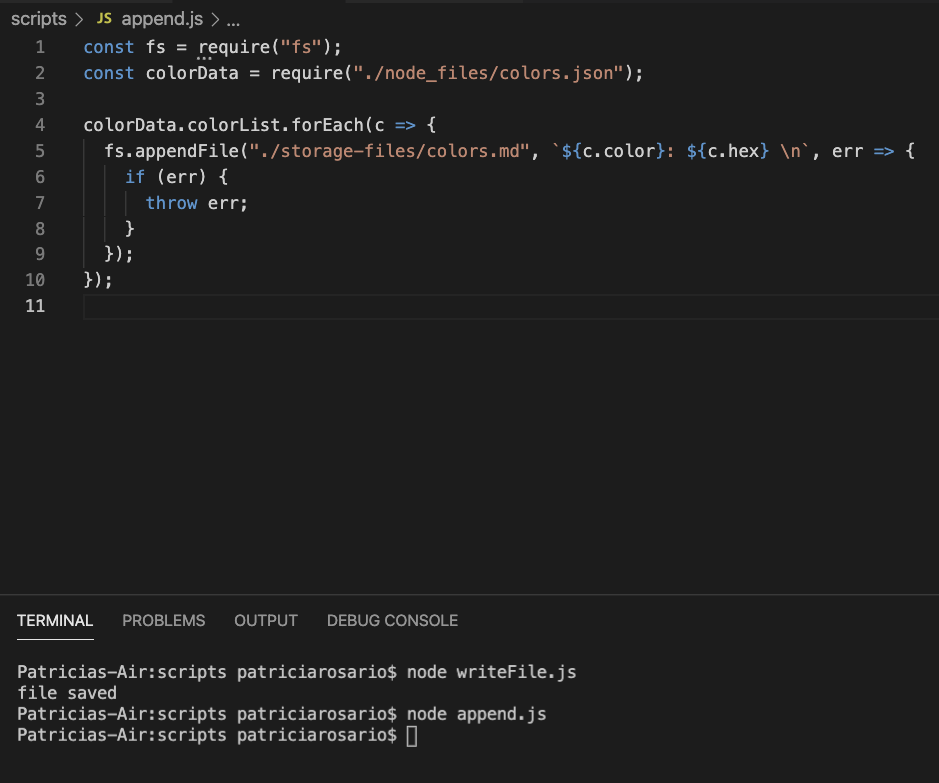 scripts > JS append.js > ...
1 const fs = require("fs");
2 const colorData = require("./node_files/colors.json");
3
4 colorData.colorList.forEach(c => {
5   fs.appendFile("./storage-files/colors.md", `${c.color}: ${c.hex} \n`, err => {
6     if (err) {
7       throw err;
8     }
9   });
10 });
11
TERMINAL PROBLEMS OUTPUT DEBUG CONSOLE
Patricias-Air:scripts patriciarosario$ node writeFile.js
file saved
Patricias-Air:scripts patriciarosario$ node append.js
Patricias-Air:scripts patriciarosario$